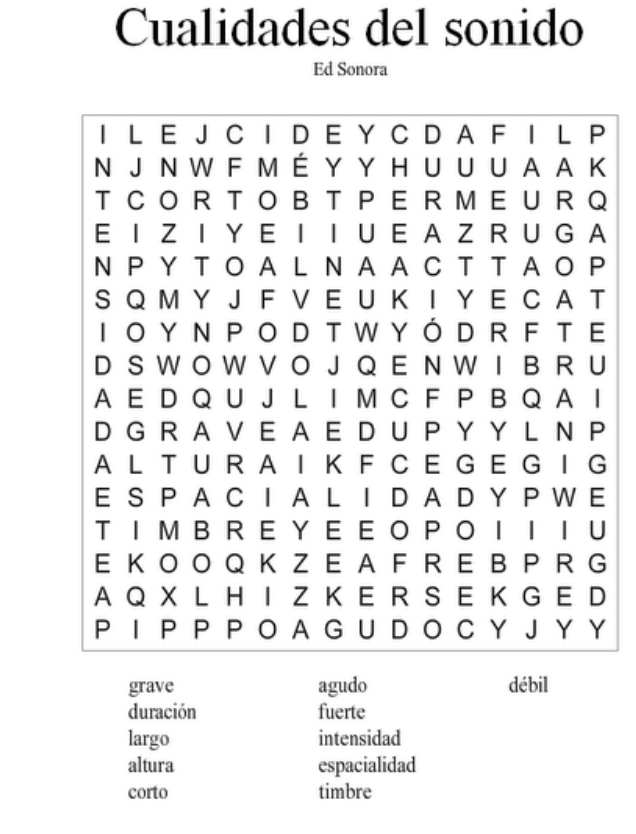 Cualidades del sonido
Ed Sonora
I L E J C I D E Y C D A F I L P
N J N W F M É Y Y H U U U A A K
T C O R T O B T P E R M E U R Q
E I Z I Y E I I U E A Z R U G A
N P Y T O A L N A A C T T A O P
S Q M Y J F V E U K I Y E C A T
I O Y N P O D T W Y Ó D R F T E
D S W O W V O J Q E N W I B R U
A E D Q U J L I M C F P B Q A I
D G R A V E A E D U P Y Y L N P
A L T U R A I K F C E G E G I G
E S P A C I A L I D A D Y P W E
T I M B R E Y E E O P O I I I U
E K O O Q K Z E A F R E B P R G
A Q X L H I Z K E R S E K G E D
P I P P P O A G U D O C Y J Y Y
grave agudo débil
duración fuerte
largo intensidad
altura espacialidad
corto timbre